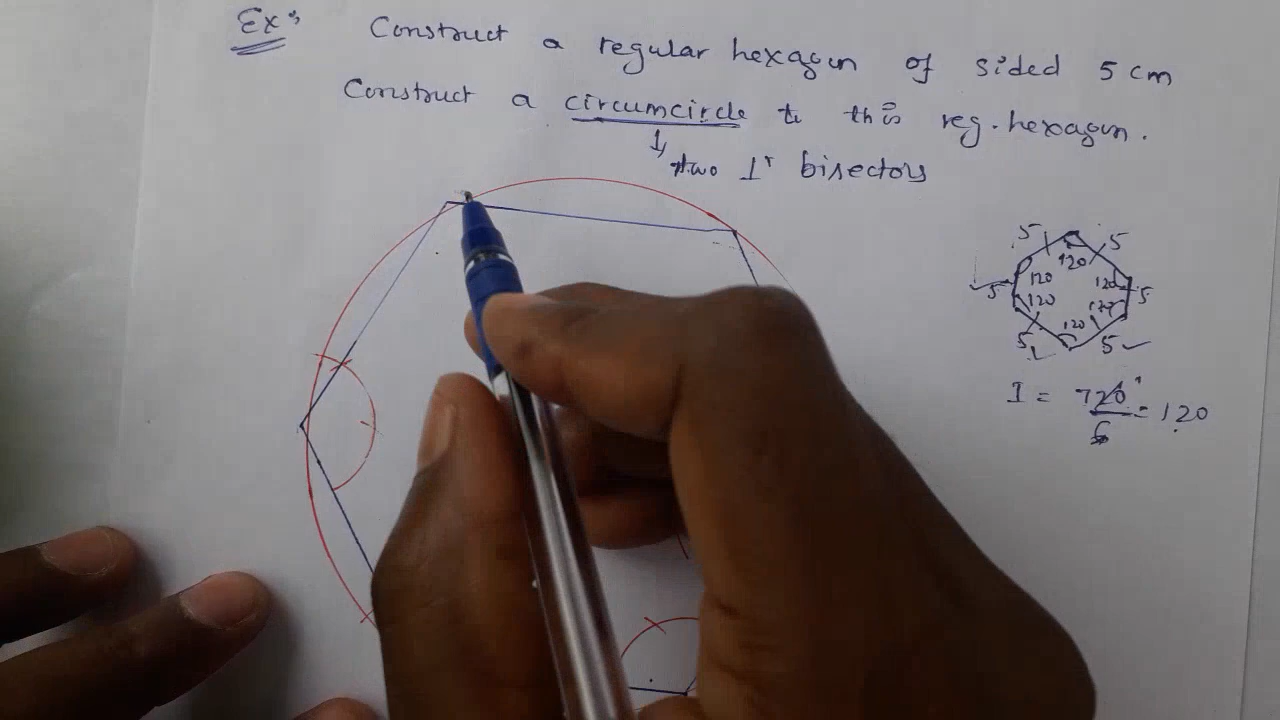 Ex:
Construct a regular hexagon of sided 5 cm
Construct a circumcircle to this reg. hexagon.
two ⊥r bisectors
5 5
120
120 120
5 5
120 120
120
5 5
I = 720° / 6 = 120